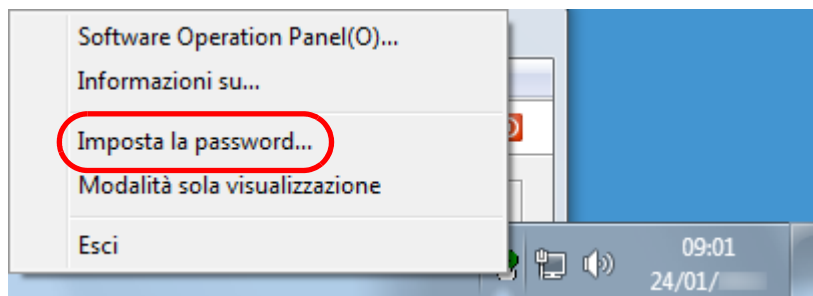 Software Operation Panel(O)...
Informazioni su...
Imposta la password...
Modalità sola visualizzazione
Esci
09:01
24/01/